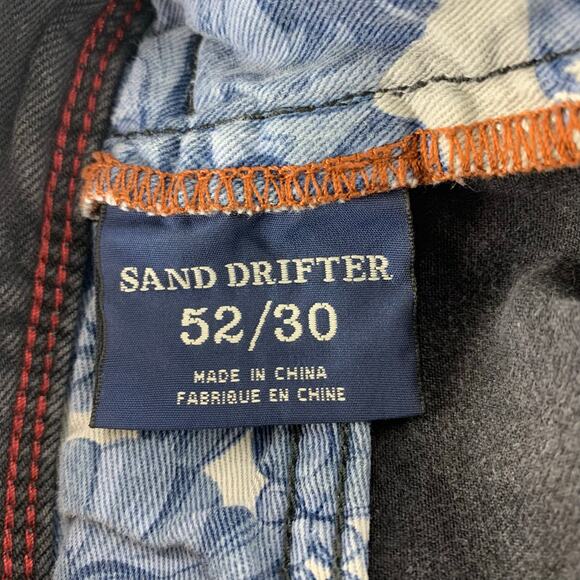 SAND DRIFTER
52/30
MADE IN CHINA
FABRIQUE EN CHINE